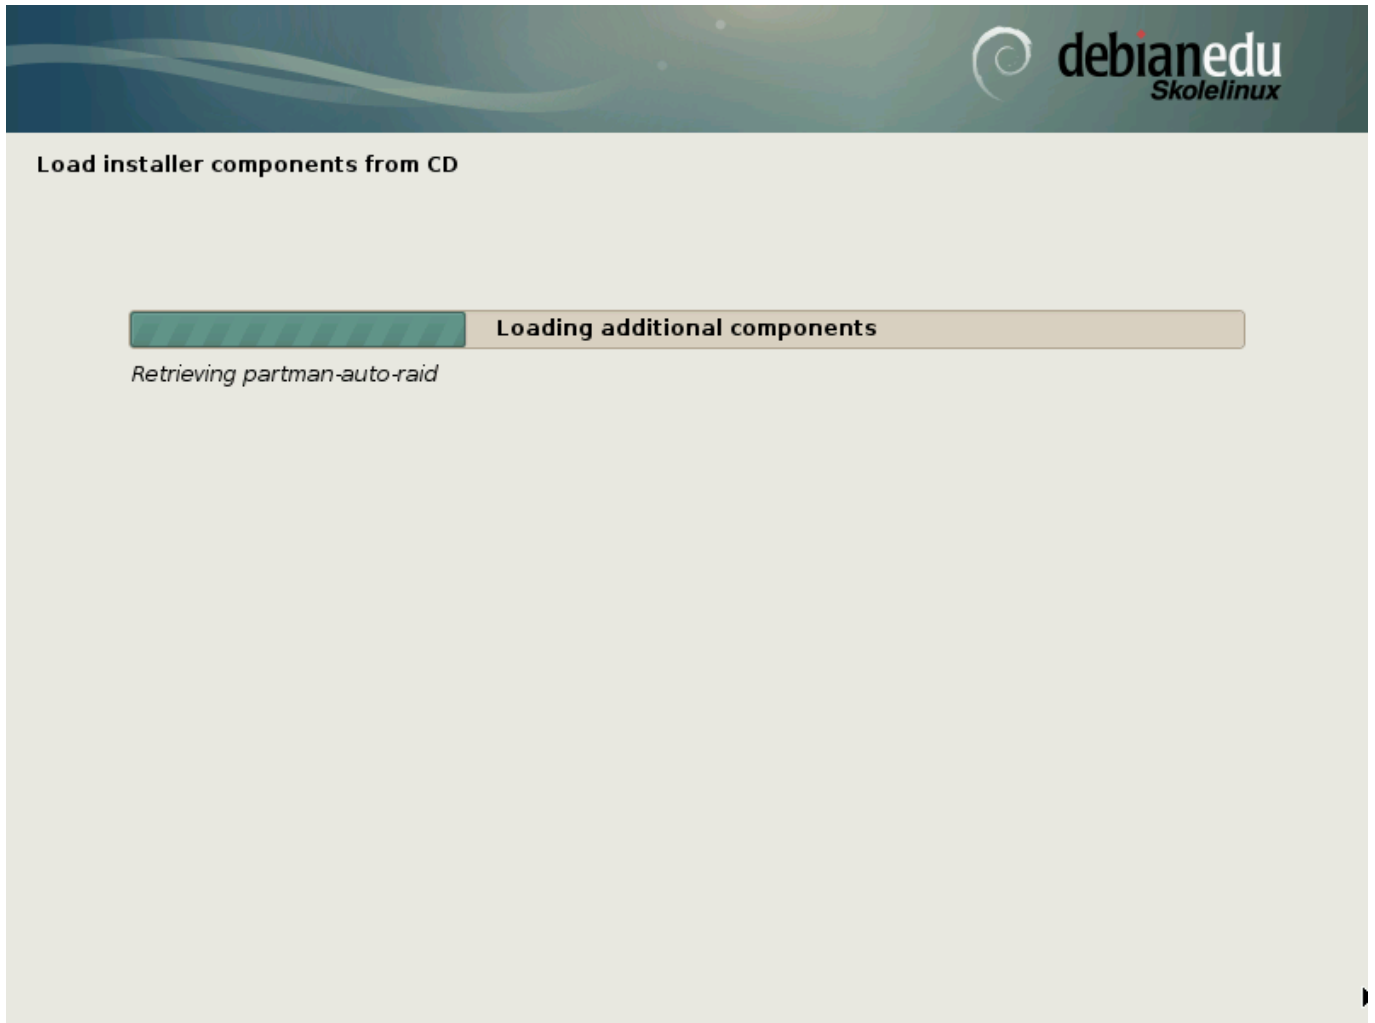 debianedu
Skolelinux
Load installer components from CD
Loading additional components
Retrieving partman-auto-raid